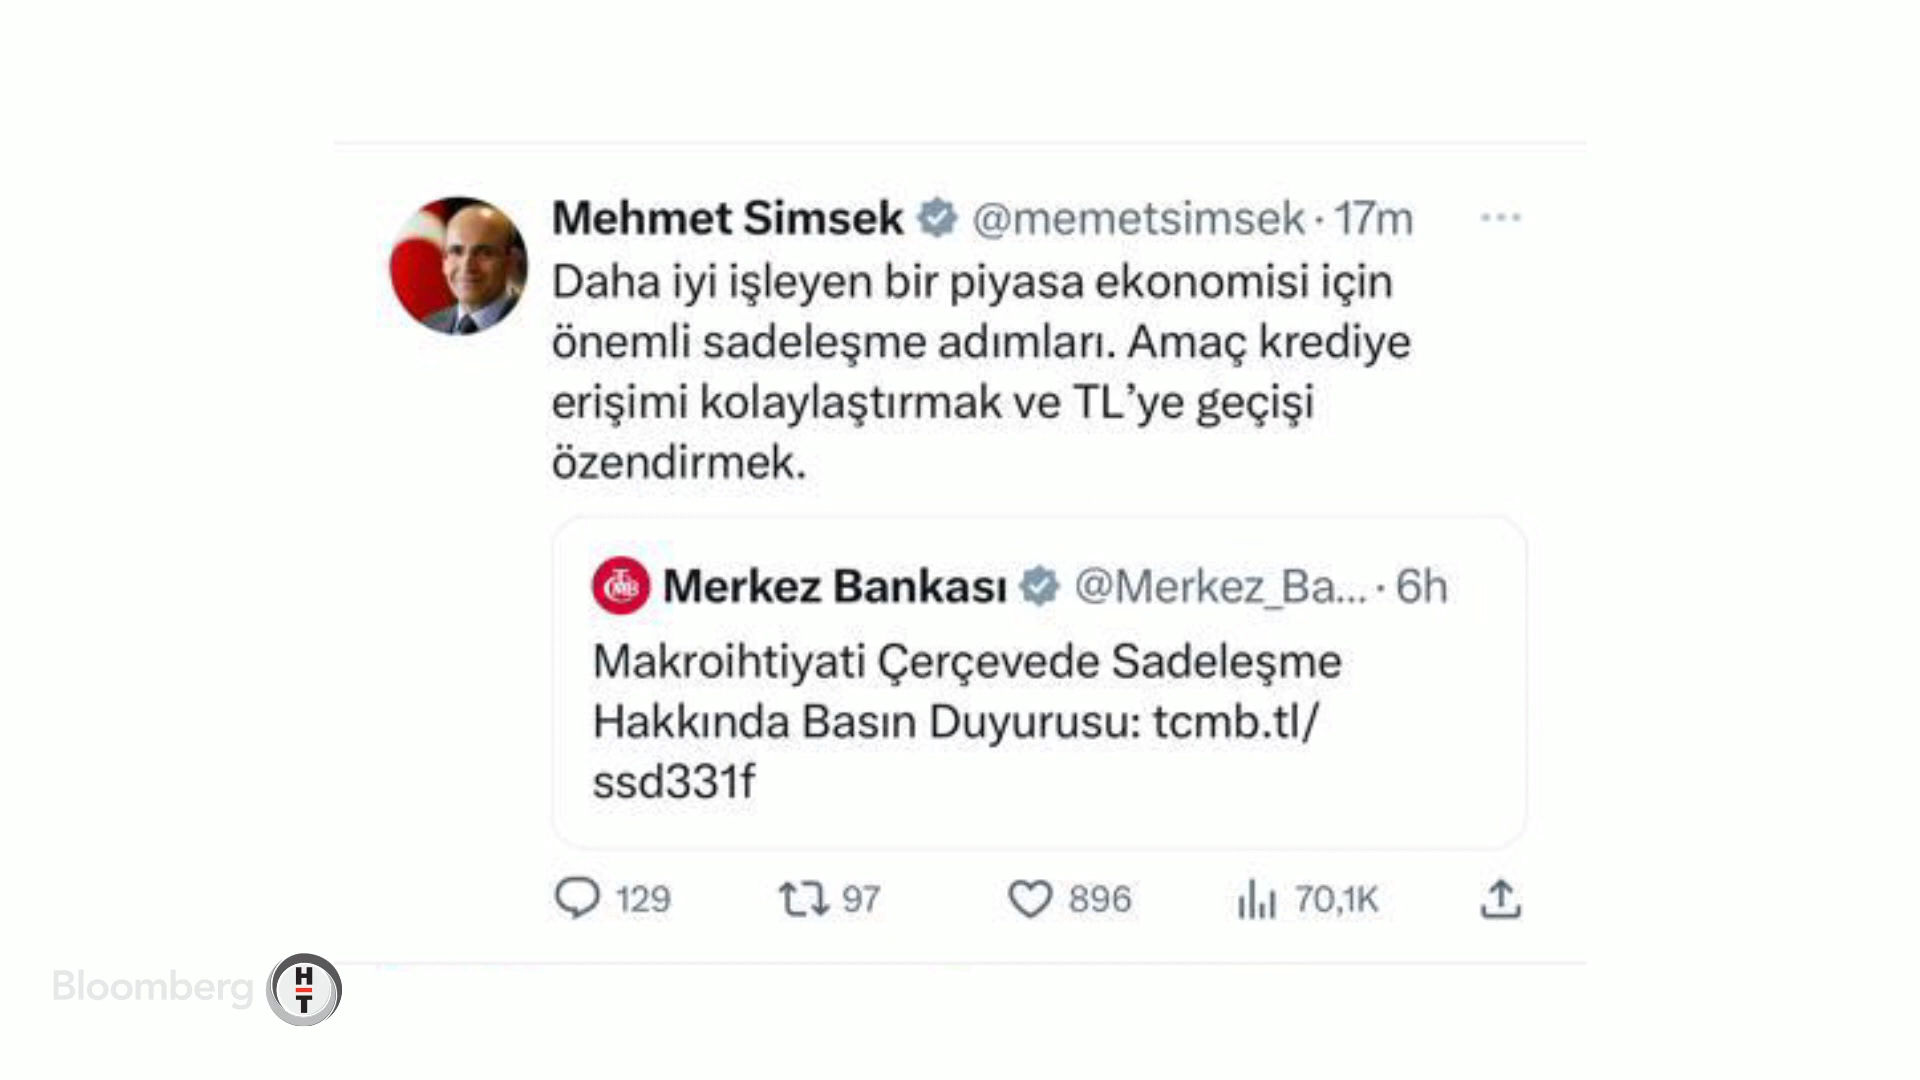 Mehmet Simsek @memetsimsek · 17m
Daha iyi işleyen bir piyasa ekonomisi için
önemli sadeleşme adımları. Amaç krediye
erişimi kolaylaştırmak ve TL’ye geçişi
özendirmek.
Merkez Bankası @Merkez_Ba... · 6h
Makroihtiyati Çerçevede Sadeleşme
Hakkında Basın Duyurusu: tcmb.tl/
ssd331f
129 97 896 70,1K
Bloomberg HT